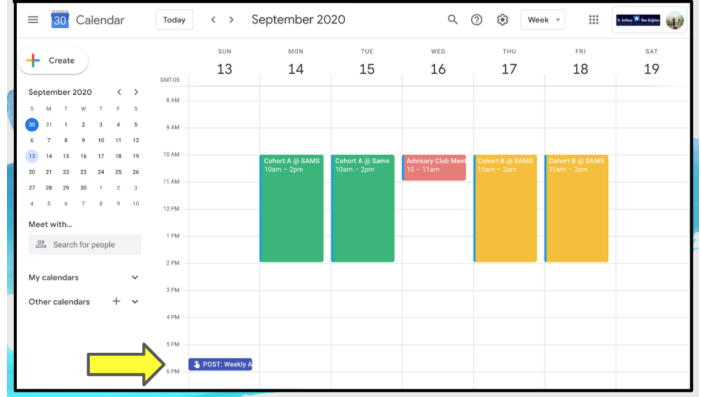 30 Calendar Today September 2020 Week
Create
SUN MON TUE WED THU FRI SAT
13 14 15 16 17 18 19
GMT-05
September 2020
S M T W T F S
30 31 1 2 3 4 5
6 7 8 9 10 11 12
13 14 15 16 17 18 19
20 21 22 23 24 25 26
27 28 29 30 1 2 3
4 5 6 7 8 9 10
Meet with...
Search for people
My calendars
Other calendars
8 AM
9 AM
10 AM
11 AM
12 PM
1 PM
2 PM
3 PM
4 PM
5 PM
6 PM
Cohort A @ SAMS
10am – 2pm
Cohort A @ Sams
10am – 2pm
Advisory Club Meet
10 – 11am
Cohort B @ SAMS
10am – 2pm
Cohort B @ SAMS
10am – 2pm
POST: Weekly A